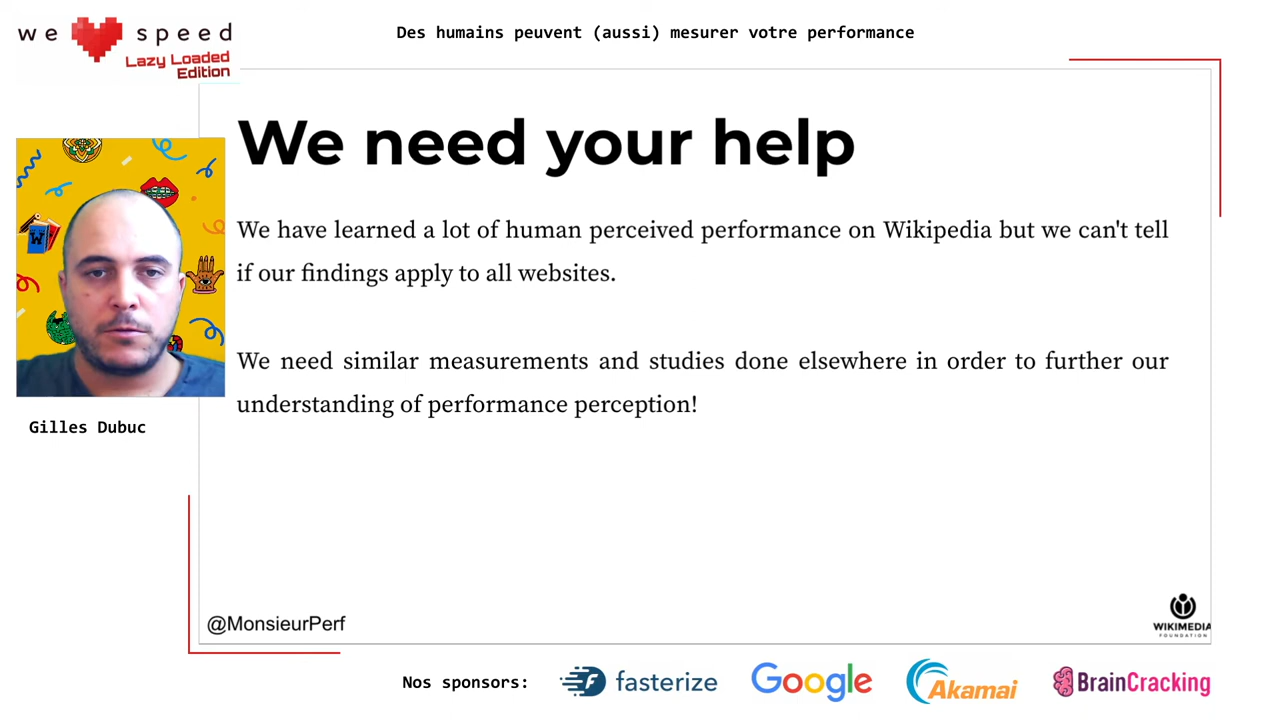 we speed
Lazy Loaded
Edition
Des humains peuvent (aussi) mesurer votre performance
We need your help
We have learned a lot of human perceived performance on Wikipedia but we can't tell
if our findings apply to all websites.
We need similar measurements and studies done elsewhere in order to further our
understanding of performance perception!
W
Gilles Dubuc
@MonsieurPerf
WIKIMEDIA
FOUNDATION
Nos sponsors:
fasterize
Google
Akamai
BrainCracking